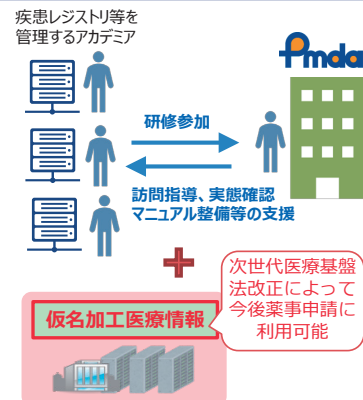 疾患レジストリ等を
管理するアカデミア
Pmda
研修参加
訪問指導、実態確認
マニュアル整備等の支援
次世代医療基盤
法改正によって
今後薬事申請に
利用可能
仮名加工医療情報